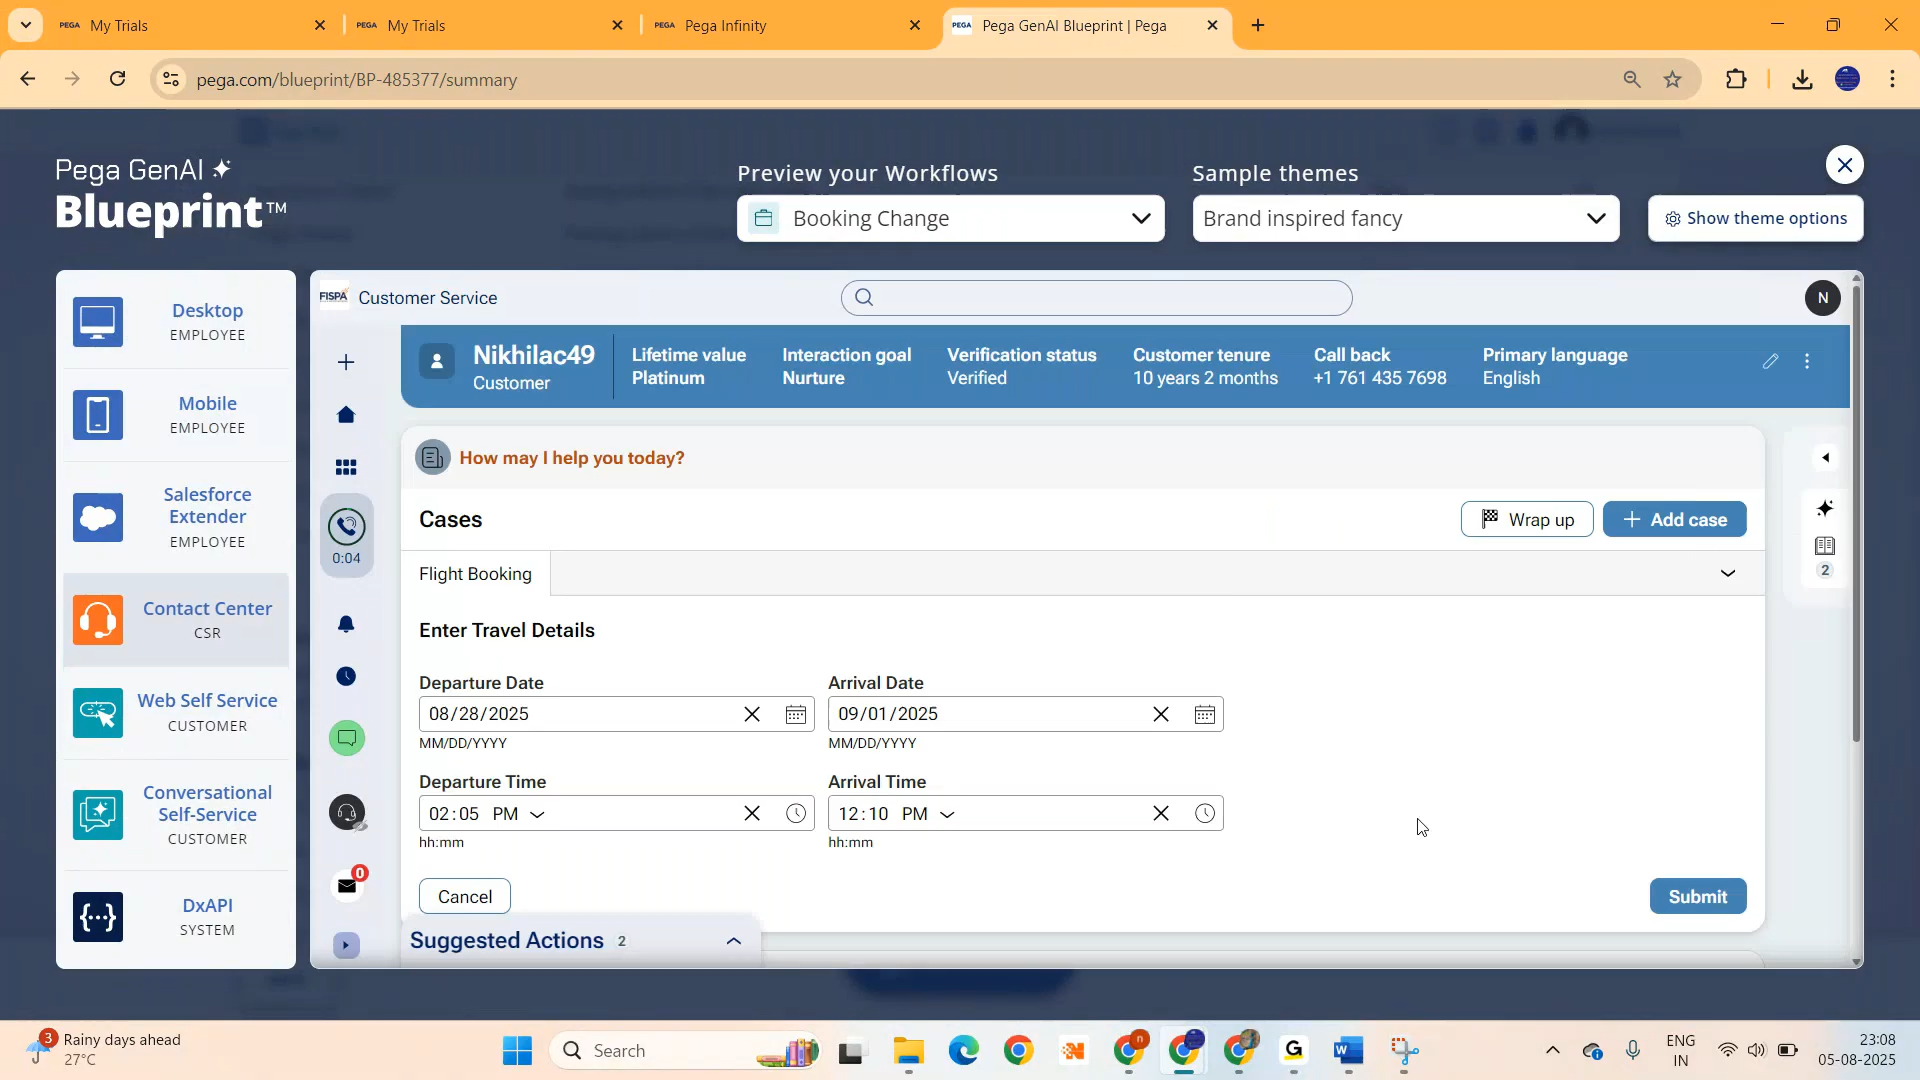 PEGA My Trials
PEGA My Trials
PEGA Pega Infinity
PEGA Pega GenAI Blueprint | Pega
pega.com/blueprint/BP-485377/summary
Pega GenAI
Blueprint™
Preview your Workflows
Booking Change
Sample themes
Brand inspired fancy
Show theme options
Desktop
EMPLOYEE
Mobile
EMPLOYEE
Salesforce
Extender
EMPLOYEE
Contact Center
CSR
Web Self Service
CUSTOMER
Conversational
Self-Service
CUSTOMER
DxAPI
SYSTEM
FISPA Customer Service
N
0:04
0
Nikhilac49
Customer
Lifetime value
Platinum
Interaction goal
Nurture
Verification status
Verified
Customer tenure
10 years 2 months
Call back
+1 761 435 7698
Primary language
English
How may I help you today?
Cases
Wrap up
Add case
2
Flight Booking
Enter Travel Details
Departure Date
08/28/2025
MM/DD/YYYY
Arrival Date
09/01/2025
MM/DD/YYYY
Departure Time
02:05 PM
hh:mm
Arrival Time
12:10 PM
hh:mm
Cancel
Submit
Suggested Actions 2
3
Rainy days ahead
27°C
Search
n
G
W
ENG
IN
23:08
05-08-2025